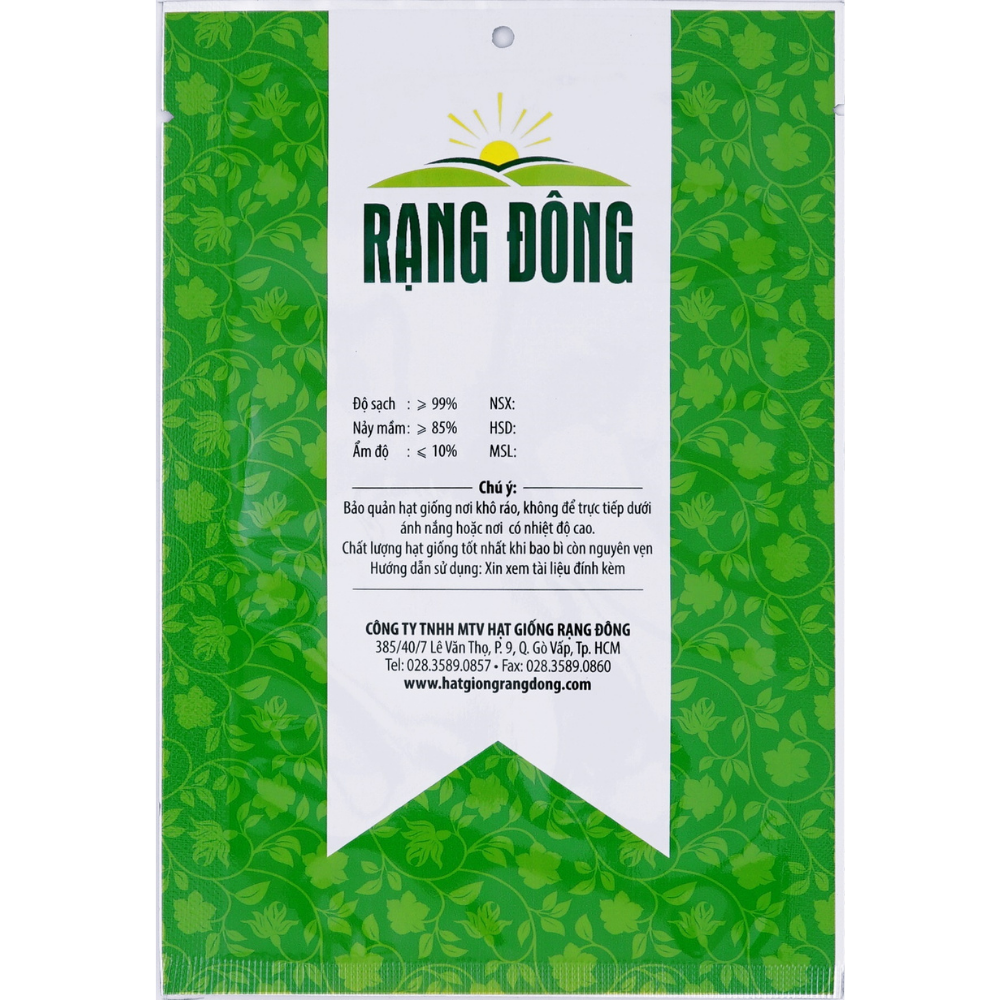 RẠNG ĐÔNG
Độ sạch : ⩾ 99% NSX:
Nảy mầm: ⩾ 85% HSD:
Ẩm độ : ⩽ 10% MSL:
Chú ý:
Bảo quản hạt giống nơi khô ráo, không để trực tiếp dưới
ánh nắng hoặc nơi có nhiệt độ cao.
Chất lượng hạt giống tốt nhất khi bao bì còn nguyên vẹn
Hướng dẫn sử dụng: Xin xem tài liệu đính kèm
CÔNG TY TNHH MTV HẠT GIỐNG RẠNG ĐÔNG
385/40/7 Lê Văn Thọ, P. 9, Q. Gò Vấp, Tp. HCM
Tel: 028.3589.0857 • Fax: 028.3589.0860
www.hatgiongrangdong.com